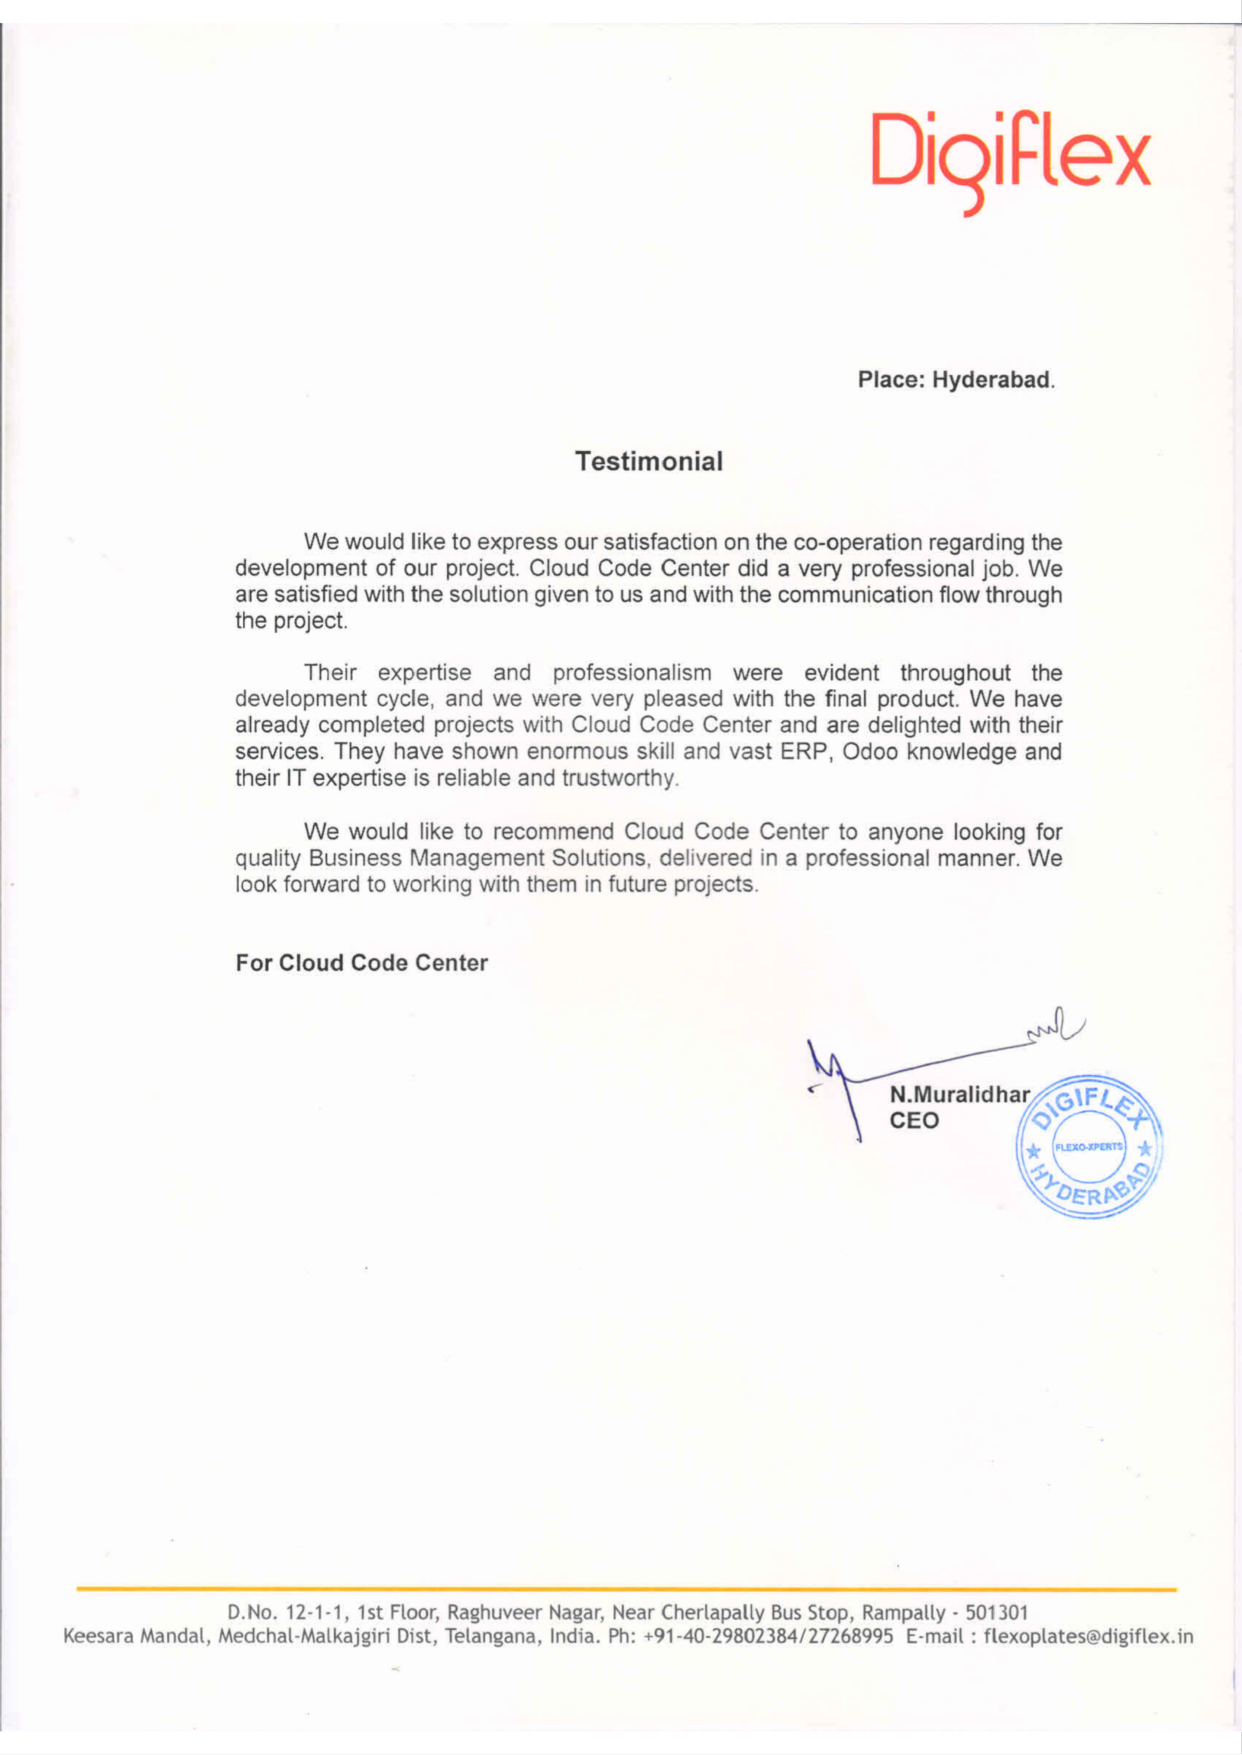 Digiflex
Place: Hyderabad.
Testimonial
We would like to express our satisfaction on the co-operation regarding the
development of our project. Cloud Code Center did a very professional job. We
are satisfied with the solution given to us and with the communication flow through
the project.
Their expertise and professionalism were evident throughout the
development cycle, and we were very pleased with the final product. We have
already completed projects with Cloud Code Center and are delighted with their
services. They have shown enormous skill and vast ERP, Odoo knowledge and
their IT expertise is reliable and trustworthy.
We would like to recommend Cloud Code Center to anyone looking for
quality Business Management Solutions, delivered in a professional manner. We
look forward to working with them in future projects.
For Cloud Code Center
N.Muralidhar
CEO
DIGIFLEX
FLEXO-XPERTS
HYDERABAD
D.No. 12-1-1, 1st Floor, Raghuveer Nagar, Near Cherlapally Bus Stop, Rampally - 501301
Keesara Mandal, Medchal-Malkajgiri Dist, Telangana, India. Ph: +91-40-29802384/27268995 E-mail : flexoplates@digiflex.in